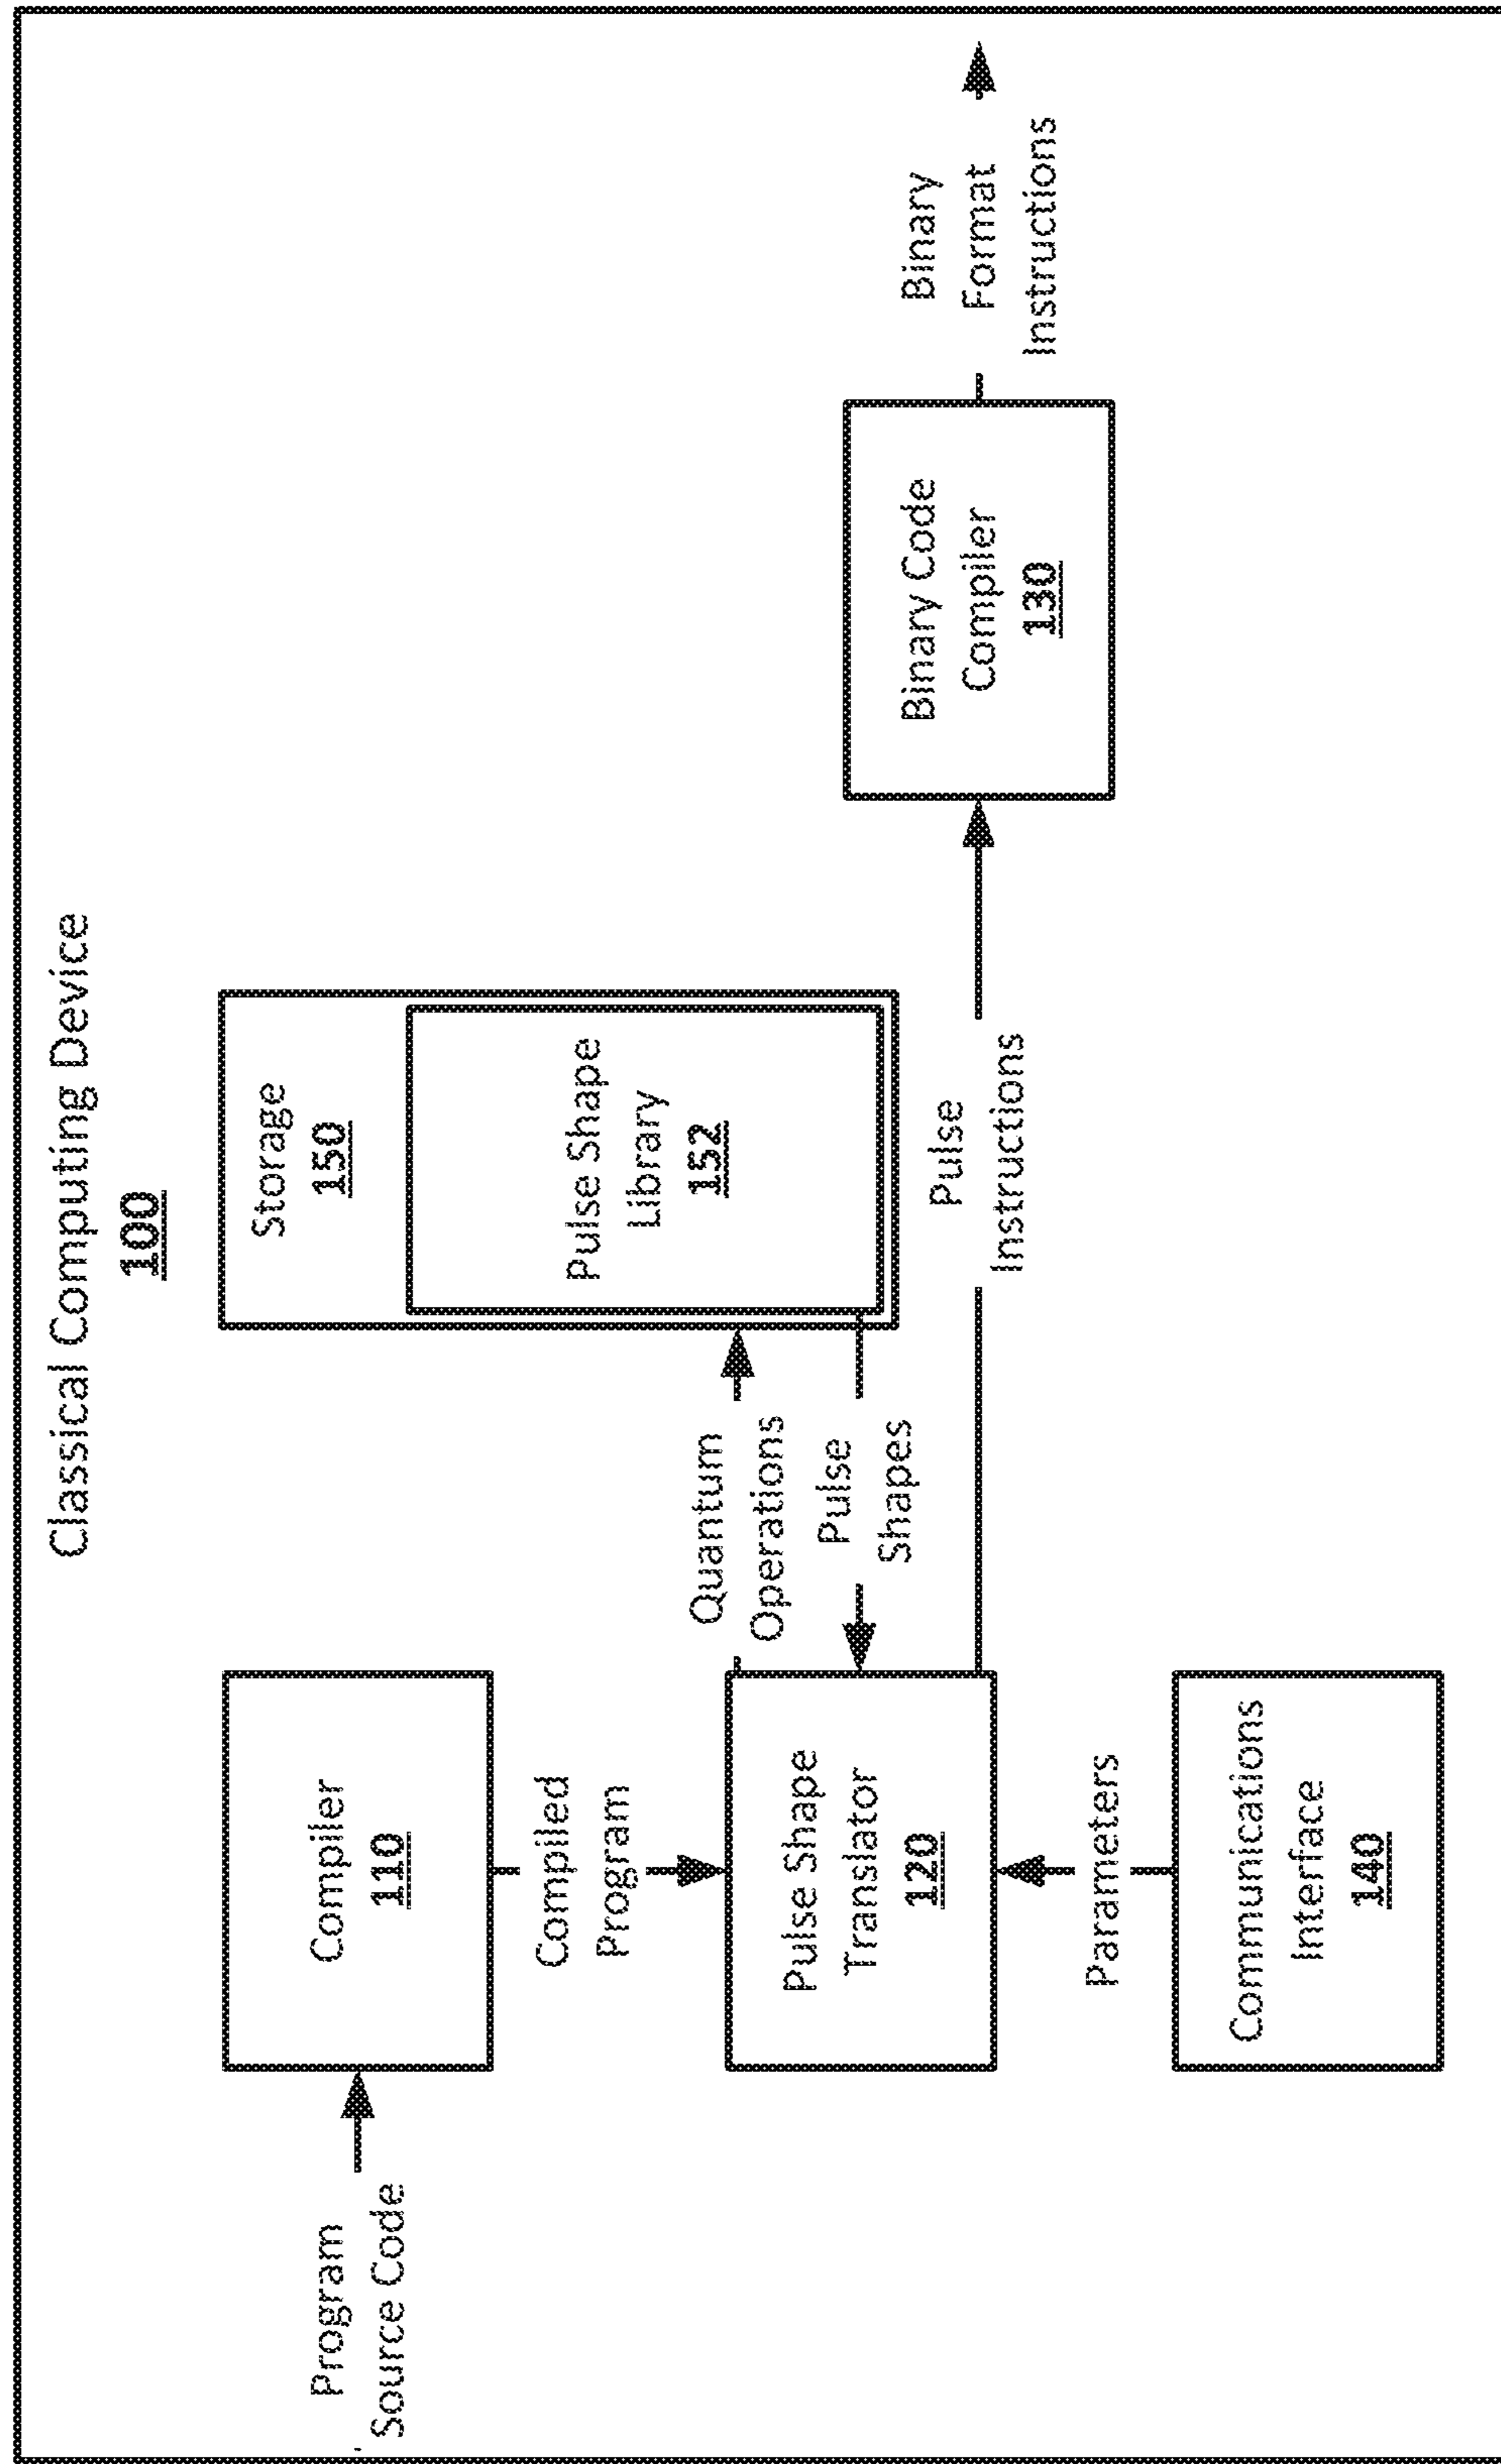 Classical Computing Device
100
Program
Source Code
Compiler
110
Compiled
Program
Pulse Shape
Translator
120
Parameters
Communications
Interface
140
Quantum
Operations
Pulse
Shapes
Storage
150
Pulse Shape
Library
152
Pulse
Instructions
Binary Code
Compiler
130
Binary
Format
Instructions